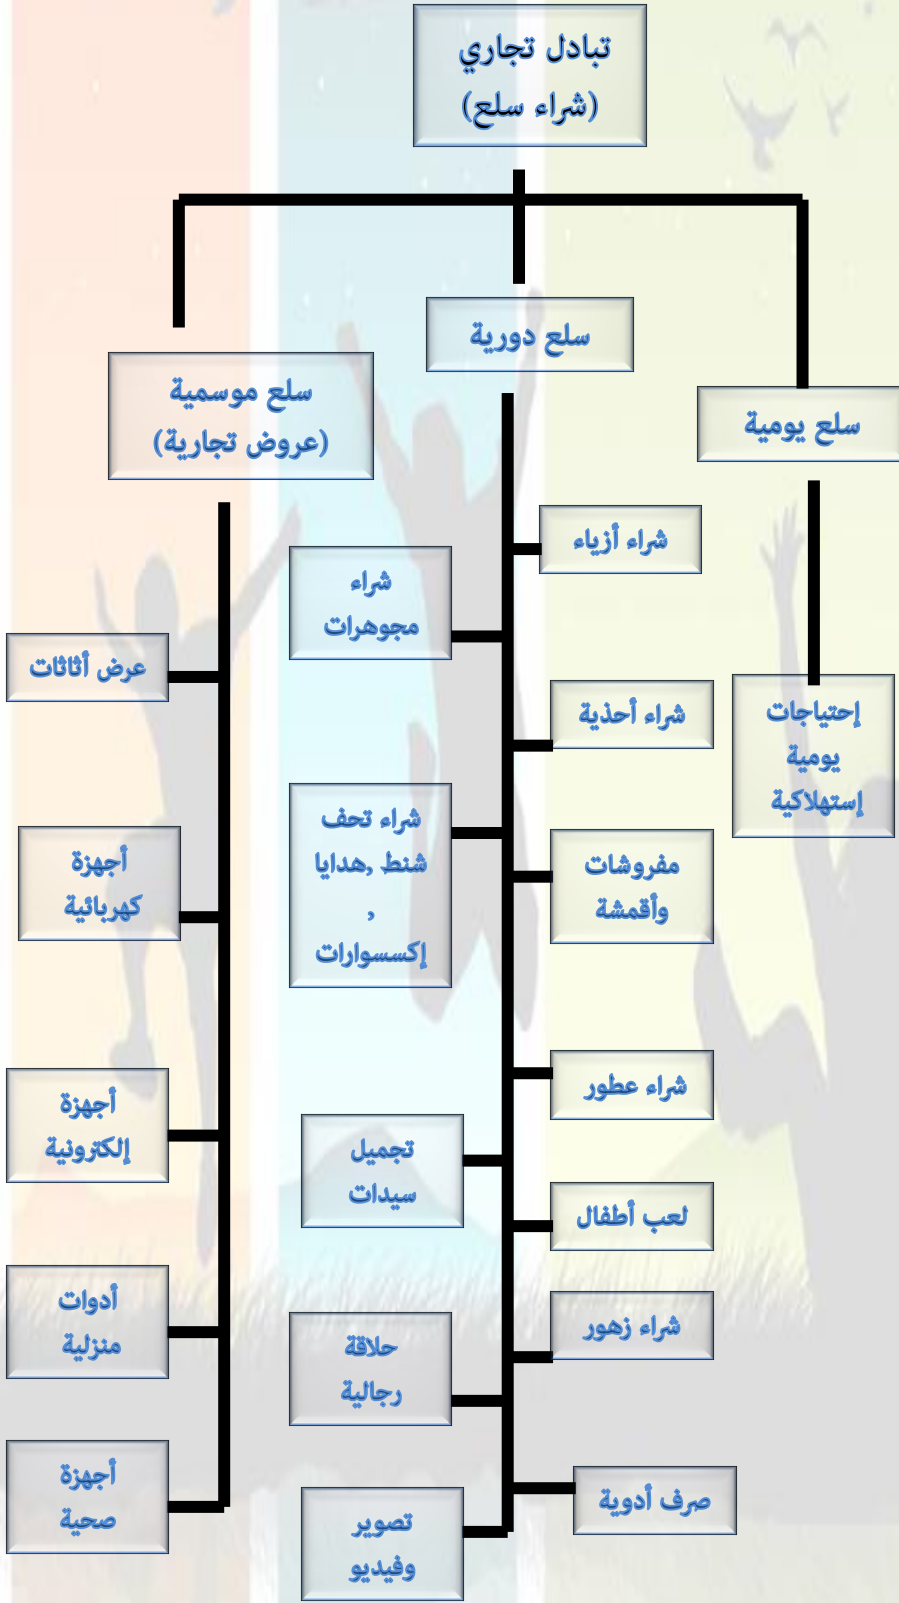 تبادل تجاري
(شراء سلع)
سلع يومية
سلع دورية
سلع موسمية
(عروض تجارية)
إحتياجات
يومية
إستهلاكية
شراء أزياء
شراء
مجوهرات
شراء أحذية
شراء تحف
شنط ,هدايا
,
إكسسوارات
مفروشات
وأقمشة
شراء عطور
تجميل
سيدات
لعب أطفال
شراء زهور
حلاقة
رجالية
صرف أدوية
تصوير
وفيديو
عرض أثاثات
أجهزة
كهربائية
أجهزة
إلكترونية
أدوات
منزلية
أجهزة
صحية